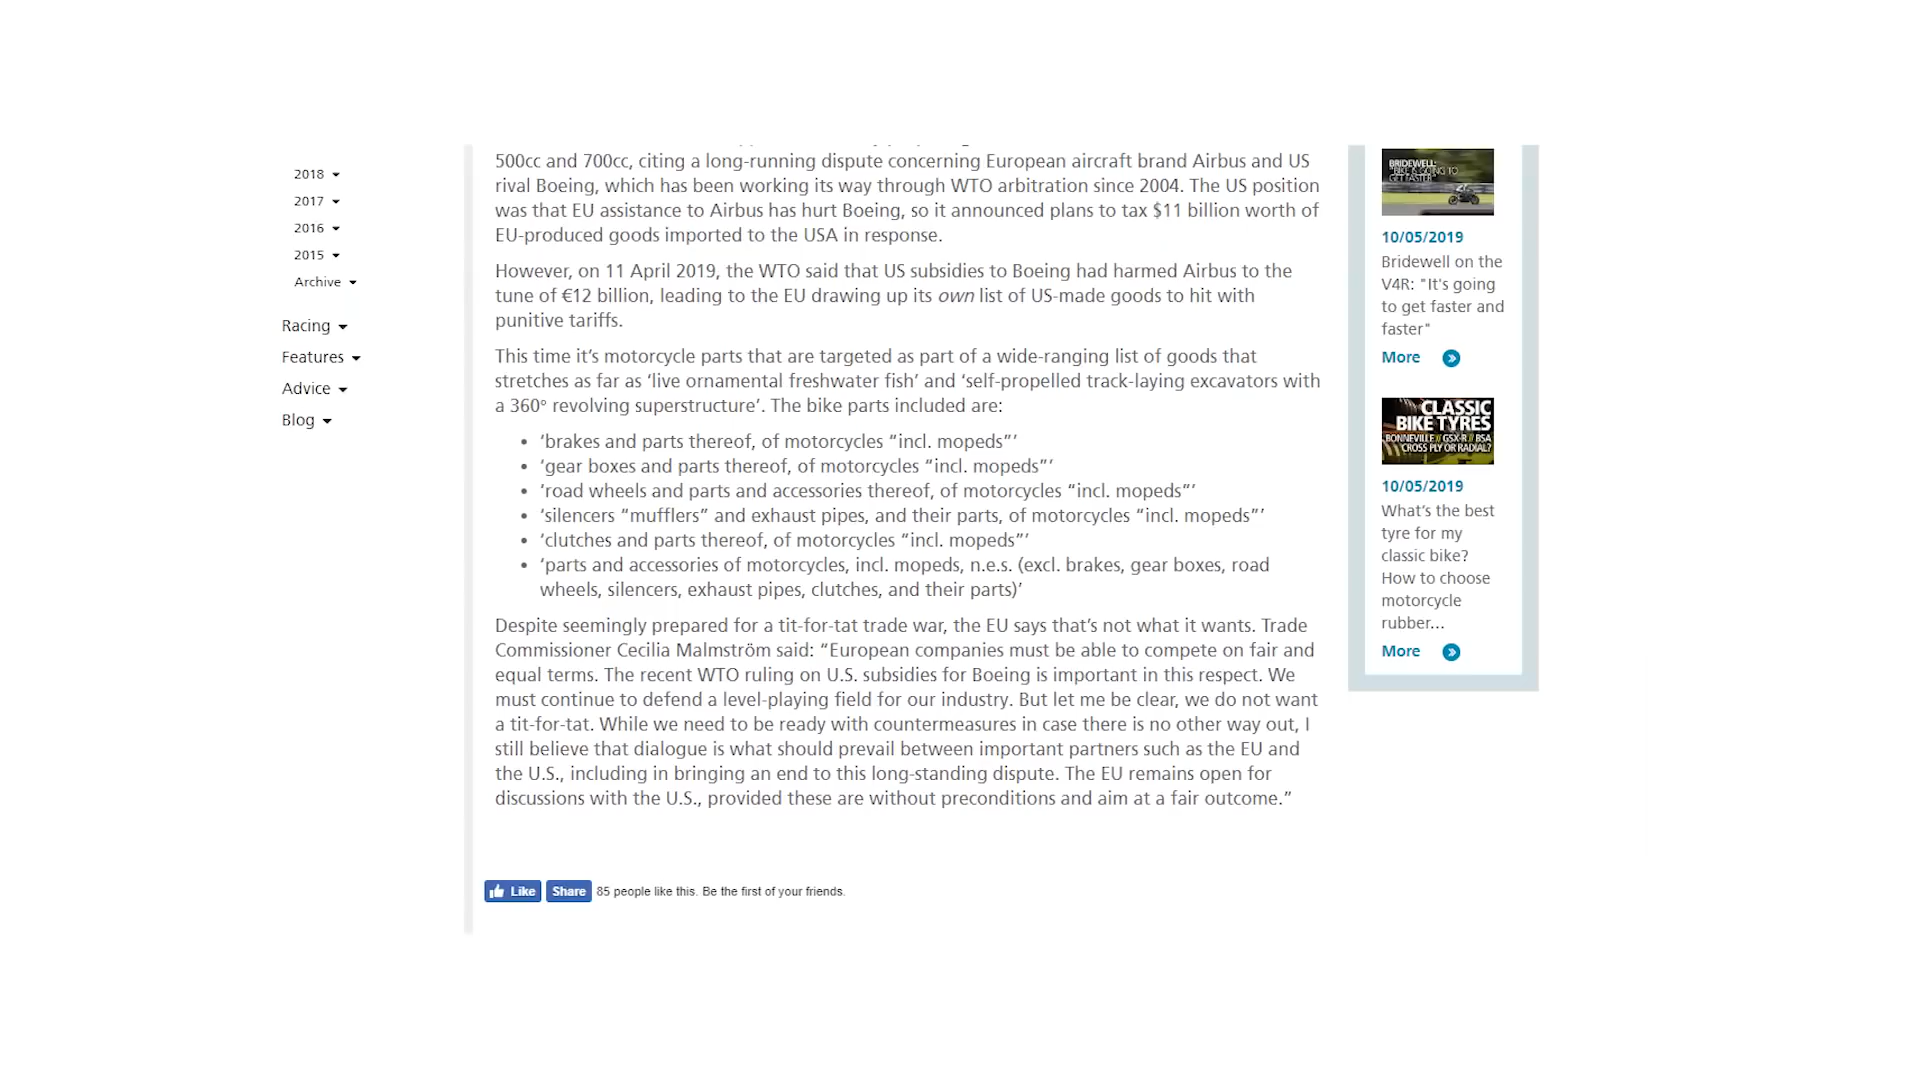 2018
2017
2016
2015
Archive
Racing
Features
Advice
Blog
500cc and 700cc, citing a long-running dispute concerning European aircraft brand Airbus and US
rival Boeing, which has been working its way through WTO arbitration since 2004. The US position
was that EU assistance to Airbus has hurt Boeing, so it announced plans to tax $11 billion worth of
EU-produced goods imported to the USA in response.
However, on 11 April 2019, the WTO said that US subsidies to Boeing had harmed Airbus to the
tune of €12 billion, leading to the EU drawing up its own list of US-made goods to hit with
punitive tariffs.
This time it’s motorcycle parts that are targeted as part of a wide-ranging list of goods that
stretches as far as ‘live ornamental freshwater fish’ and ‘self-propelled track-laying excavators with
a 360° revolving superstructure’. The bike parts included are:
• ‘brakes and parts thereof, of motorcycles “incl. mopeds”’
• ‘gear boxes and parts thereof, of motorcycles “incl. mopeds”’
• ‘road wheels and parts and accessories thereof, of motorcycles “incl. mopeds”’
• ‘silencers “mufflers” and exhaust pipes, and their parts, of motorcycles “incl. mopeds”’
• ‘clutches and parts thereof, of motorcycles “incl. mopeds”’
• ‘parts and accessories of motorcycles, incl. mopeds, n.e.s. (excl. brakes, gear boxes, road
wheels, silencers, exhaust pipes, clutches, and their parts)’
Despite seemingly prepared for a tit-for-tat trade war, the EU says that’s not what it wants. Trade
Commissioner Cecilia Malmström said: “European companies must be able to compete on fair and
equal terms. The recent WTO ruling on U.S. subsidies for Boeing is important in this respect. We
must continue to defend a level-playing field for our industry. But let me be clear, we do not want
a tit-for-tat. While we need to be ready with countermeasures in case there is no other way out, I
still believe that dialogue is what should prevail between important partners such as the EU and
the U.S., including in bringing an end to this long-standing dispute. The EU remains open for
discussions with the U.S., provided these are without preconditions and aim at a fair outcome.”
Like Share 85 people like this. Be the first of your friends.
BRIDEWELL:
"BIKE IS GOING TO
GET FASTER"
10/05/2019
Bridewell on the
V4R: "It's going
to get faster and
faster"
More
CLASSIC
BIKE TYRES
BONNEVILLE // GSX-R // BSA
CROSS PLY OR RADIAL?
10/05/2019
What’s the best
tyre for my
classic bike?
How to choose
motorcycle
rubber…
More